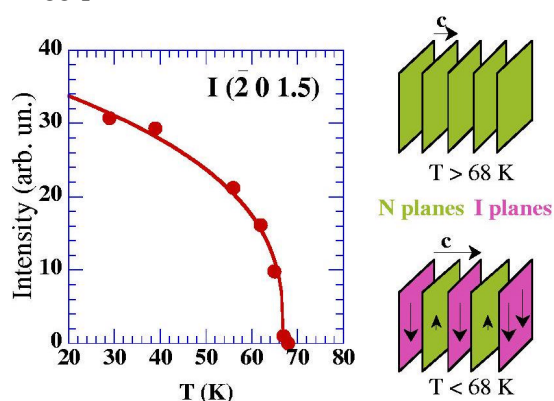 I (2̄ 0 1.5)
40
30
20
10
0
20 30 40 50 60 70 80
Intensity (arb. un.)
T (K)
c
T > 68 K
N planes I planes
c
T < 68 K